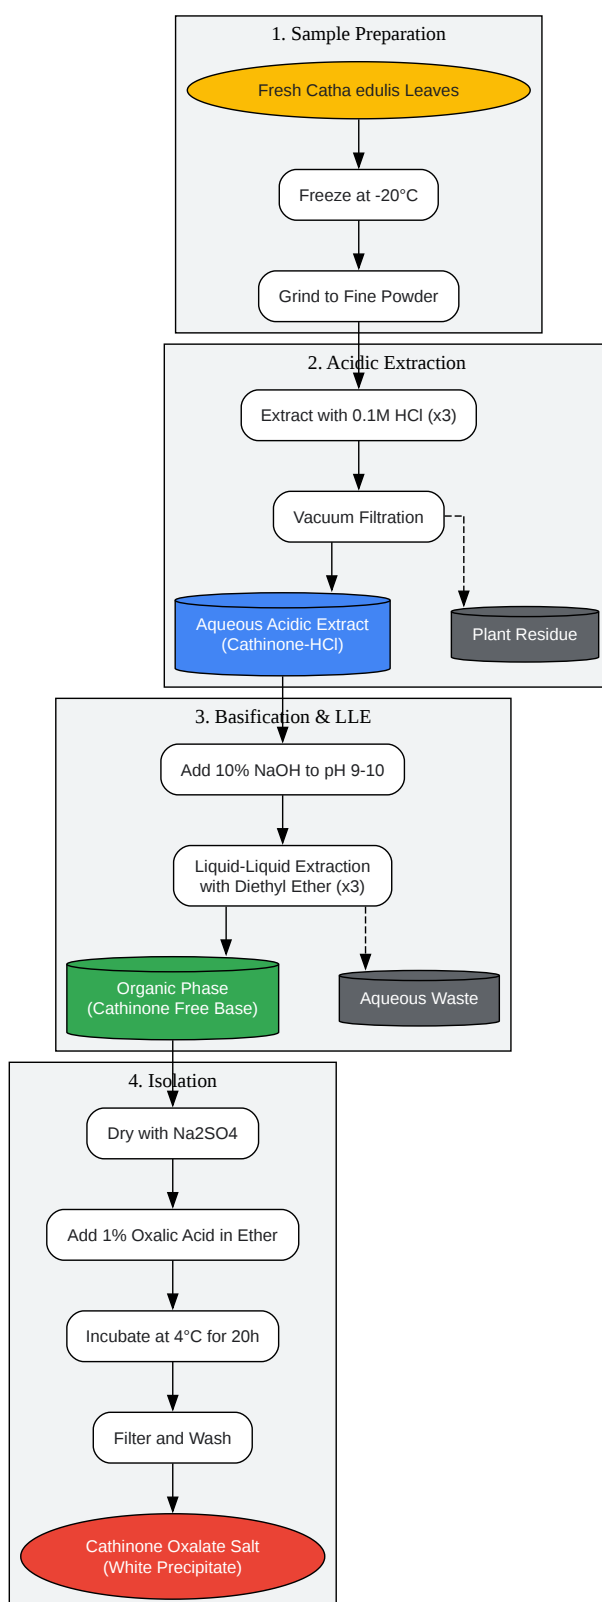 1. Sample Preparation
Fresh Catha edulis Leaves
Freeze at -20°C
Grind to Fine Powder
2. Acidic Extraction
Extract with 0.1M HCl (x3)
Vacuum Filtration
Aqueous Acidic Extract
(Cathinone-HCl)
Plant Residue
3. Basification & LLE
Add 10% NaOH to pH 9-10
Liquid-Liquid Extraction
with Diethyl Ether (x3)
Organic Phase
(Cathinone Free Base)
Aqueous Waste
4. Isolation
Dry with Na2SO4
Add 1% Oxalic Acid in Ether
Incubate at 4°C for 20h
Filter and Wash
Cathinone Oxalate Salt
(White Precipitate)